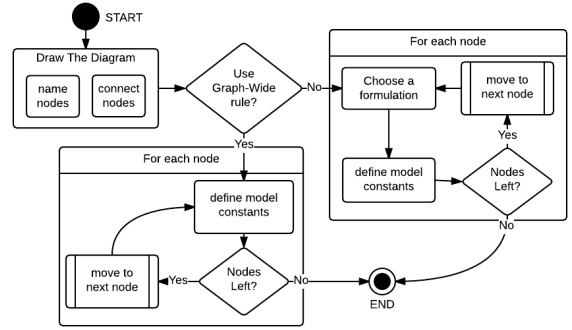 START
Draw The Diagram
name
nodes
connect
nodes
Use
Graph-Wide
rule?
No
Yes
For each node
Choose a
formulation
move to
next node
Yes
define model
constants
Nodes
Left?
No
For each node
define model
constants
move to
next node
Yes
Nodes
Left?
No
END